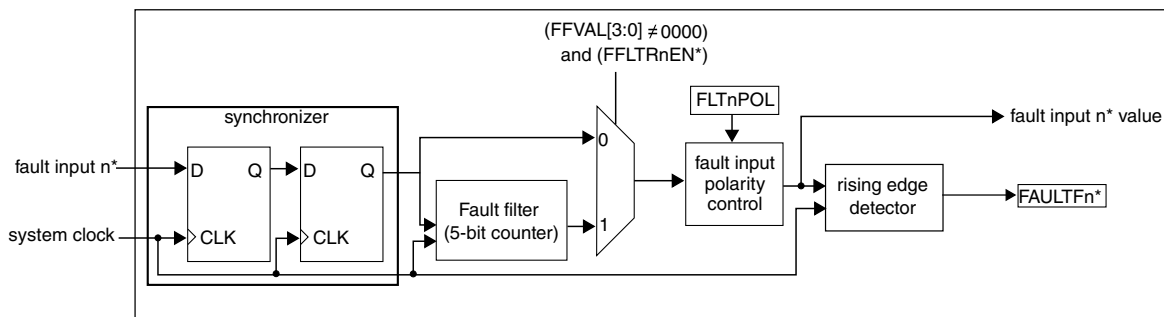 (FFVAL[3:0] ≠ 0000)
and (FFLTRnEN*)
FLTnPOL
synchronizer
fault input n* value
0
fault input n*
D
Q
D
Q
fault input
polarity
control
rising edge
detector
FAULTFn*
Fault filter
(5-bit counter)
1
system clock
CLK
CLK